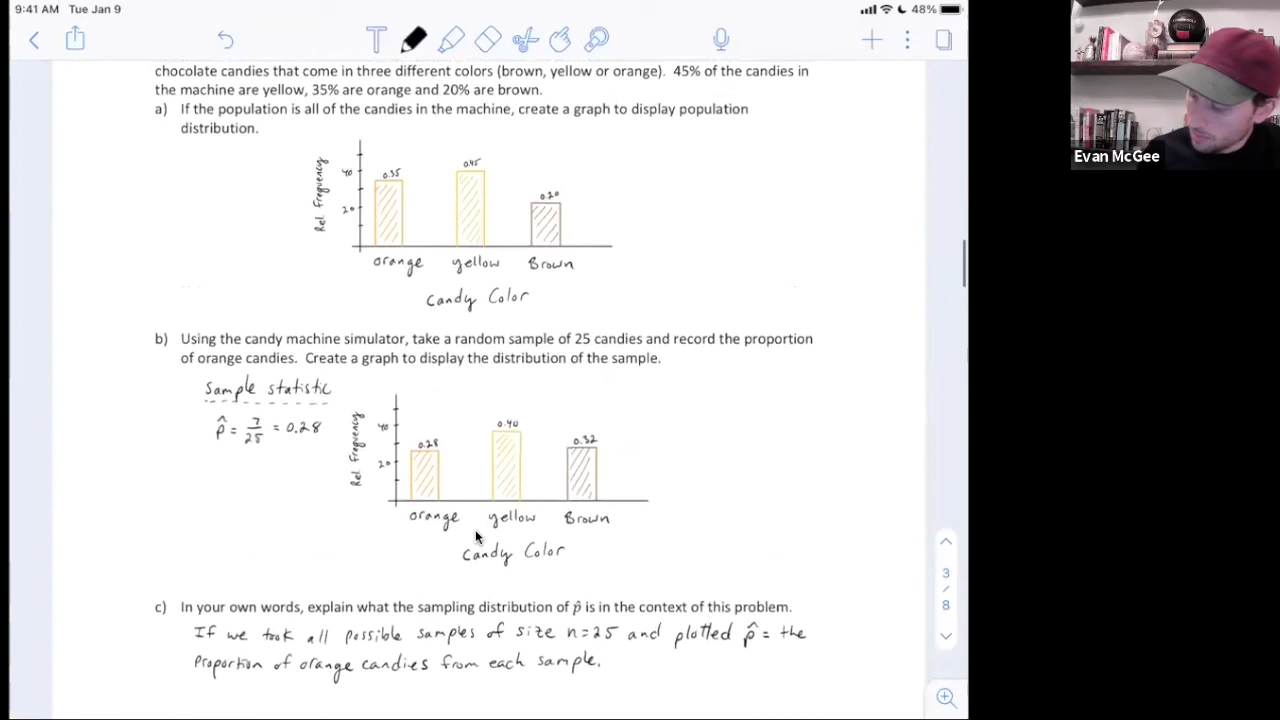 9:41 AM Tue Jan 9
48%
T
chocolate candies that come in three different colors (brown, yellow or orange). 45% of the candies in
the machine are yellow, 35% are orange and 20% are brown.
a) If the population is all of the candies in the machine, create a graph to display population
distribution.
Rel. Frequency
40
20
0.35
0.45
0.20
orange yellow Brown
Candy Color
b) Using the candy machine simulator, take a random sample of 25 candies and record the proportion
of orange candies. Create a graph to display the distribution of the sample.
Sample statistic
p̂ = 7/25 = 0.28
Rel. Frequency
40
20
0.28
0.40
0.32
orange yellow Brown
Candy Color
c) In your own words, explain what the sampling distribution of p̂ is in the context of this problem.
If we took all possible samples of size n=25 and plotted p̂ = the
proportion of orange candies from each sample.
3
/
8
Evan McGee